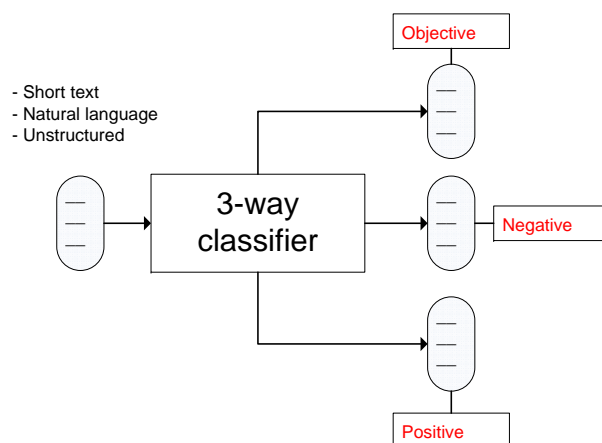 Objective
- Short text
- Natural language
- Unstructured
3-way
classifier
Negative
Positive